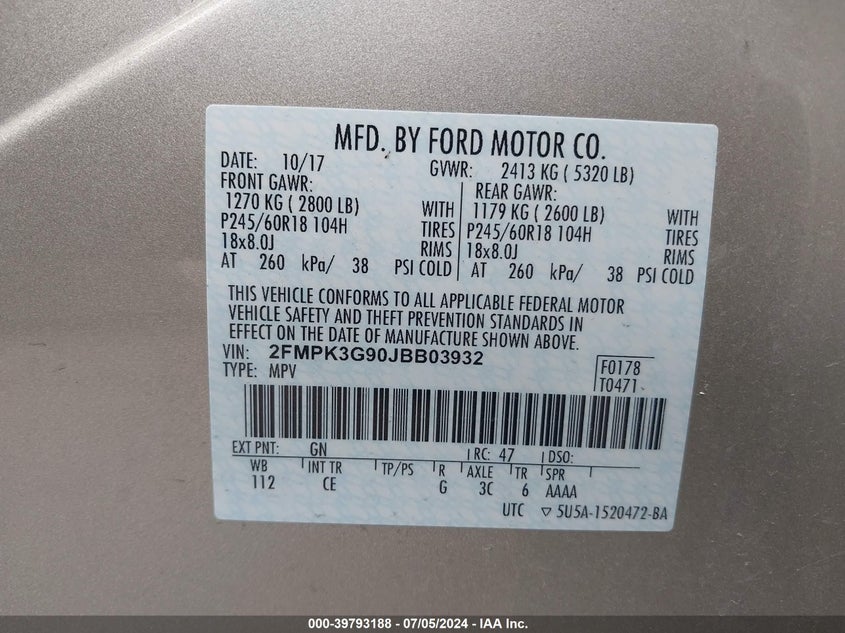 MFD. BY FORD MOTOR CO.
DATE: 10/17 GVWR: 2413 KG ( 5320 LB)
FRONT GAWR: REAR GAWR:
1270 KG ( 2800 LB) WITH 1179 KG ( 2600 LB) WITH
P245/60R18 104H TIRES P245/60R18 104H TIRES
18x8.0J RIMS 18x8.0J RIMS
AT 260 kPa/ 38 PSI COLD AT 260 kPa/ 38 PSI COLD
THIS VEHICLE CONFORMS TO ALL APPLICABLE FEDERAL MOTOR
VEHICLE SAFETY AND THEFT PREVENTION STANDARDS IN
EFFECT ON THE DATE OF MANUFACTURE SHOWN ABOVE.
VIN: 2FMPK3G90JBB03932 F0178
TYPE: MPV T0471
EXT PNT: GN RC: 47 DSO:
WB INT TR TP/PS R AXLE TR SPR
112 CE G 3C 6 AAAA
UTC ▽ 5U5A-1520472-BA
000-39793188 - 07/05/2024 - IAA Inc.